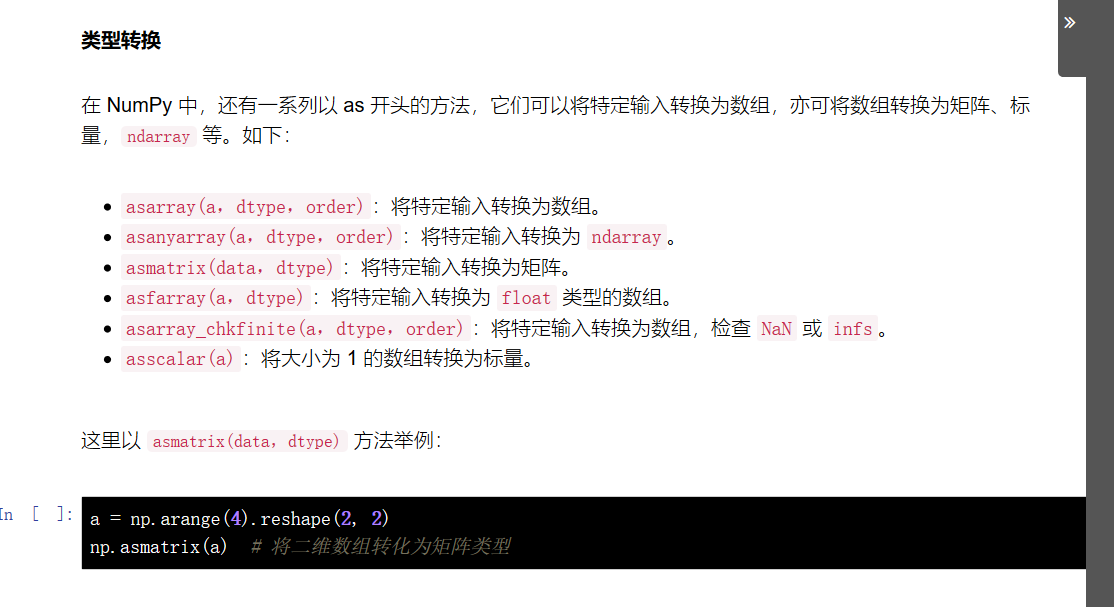 类型转换
在 NumPy 中，还有一系列以 as 开头的方法，它们可以将特定输入转换为数组，亦可将数组转换为矩阵、标
量， ndarray 等。如下：
• asarray(a，dtype，order)：将特定输入转换为数组。
• asanyarray(a，dtype，order)：将特定输入转换为 ndarray。
• asmatrix(data，dtype)：将特定输入转换为矩阵。
• asfarray(a，dtype)：将特定输入转换为 float 类型的数组。
• asarray_chkfinite(a，dtype，order)：将特定输入转换为数组，检查 NaN 或 infs。
• asscalar(a)：将大小为 1 的数组转换为标量。
这里以 asmatrix(data，dtype) 方法举例：
In [ ]: a = np.arange(4).reshape(2, 2)
np.asmatrix(a)  # 将二维数组转化为矩阵类型